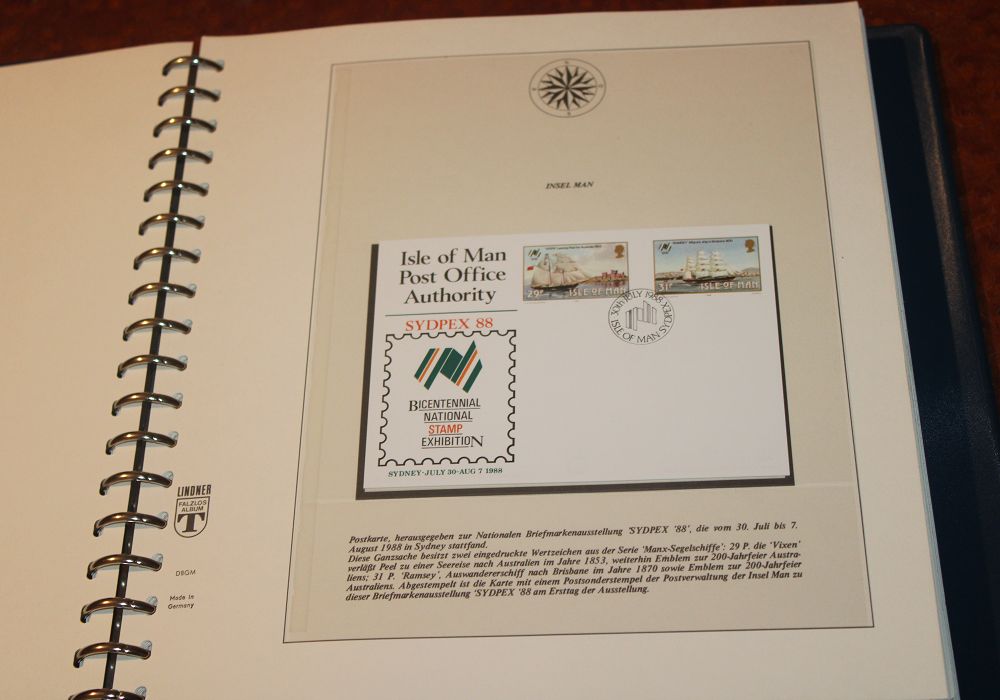 INSEL MAN
Isle of Man
Post Office
Authority
SYDPEX 88
BICENTENNIAL
NATIONAL
STAMP
EXHIBITION
SYDNEY-JULY 30-AUG 7 1988
29P ISLE OF MAN
31P ISLE OF MAN
30th JULY 1988
ISLE OF MAN SYDPEX
Postkarte, herausgegeben zur Nationalen Briefmarkenausstellung 'SYDPEX '88', die vom 30. Juli bis 7.
August 1988 in Sydney stattfand.
Diese Ganzsache besitzt zwei eingedruckte Wertzeichen aus der Serie 'Manx-Segelschiffe': 29 P. die 'Vixen'
verläßt Peel zu einer Seereise nach Australien im Jahre 1853, weiterhin Emblem zur 200-Jahrfeier Austra-
liens; 31 P. 'Ramsey', Auswandererschiff nach Brisbane im Jahre 1870 sowie Emblem zur 200-Jahrfeier
Australiens. Abgestempelt ist die Karte mit einem Postsonderstempel der Postverwaltung der Insel Man zu
dieser Briefmarkenausstellung 'SYDPEX '88 am Ersttag der Ausstellung.
LINDNER
FALZLOS
ALBUM
T
DBGM
Made in
Germany